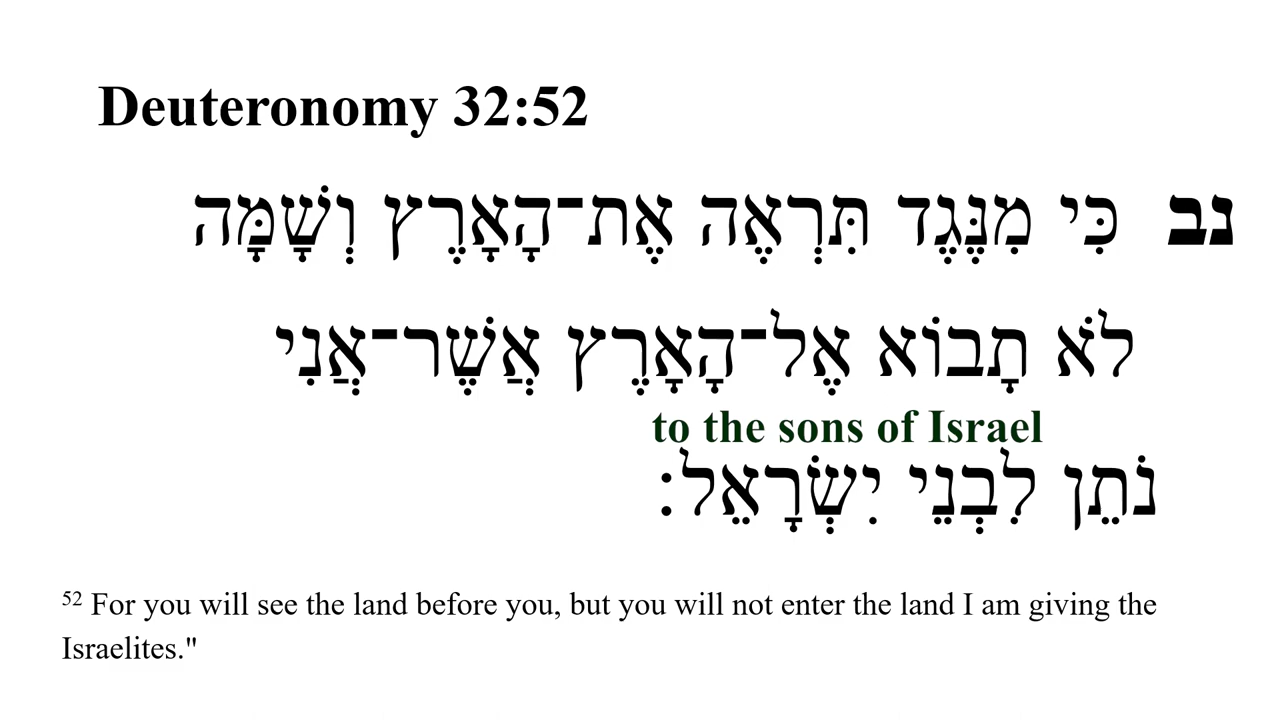 Deuteronomy 32:52
נב כִּי מִנֶּגֶד תִּרְאֶה אֶת־הָאָרֶץ וְשָׁמָּה
לֹא תָבוֹא אֶל־הָאָרֶץ אֲשֶׁר־אֲנִי
to the sons of Israel
נֹתֵן לִבְנֵי יִשְׂרָאֵל׃
52 For you will see the land before you, but you will not enter the land I am giving the
Israelites."